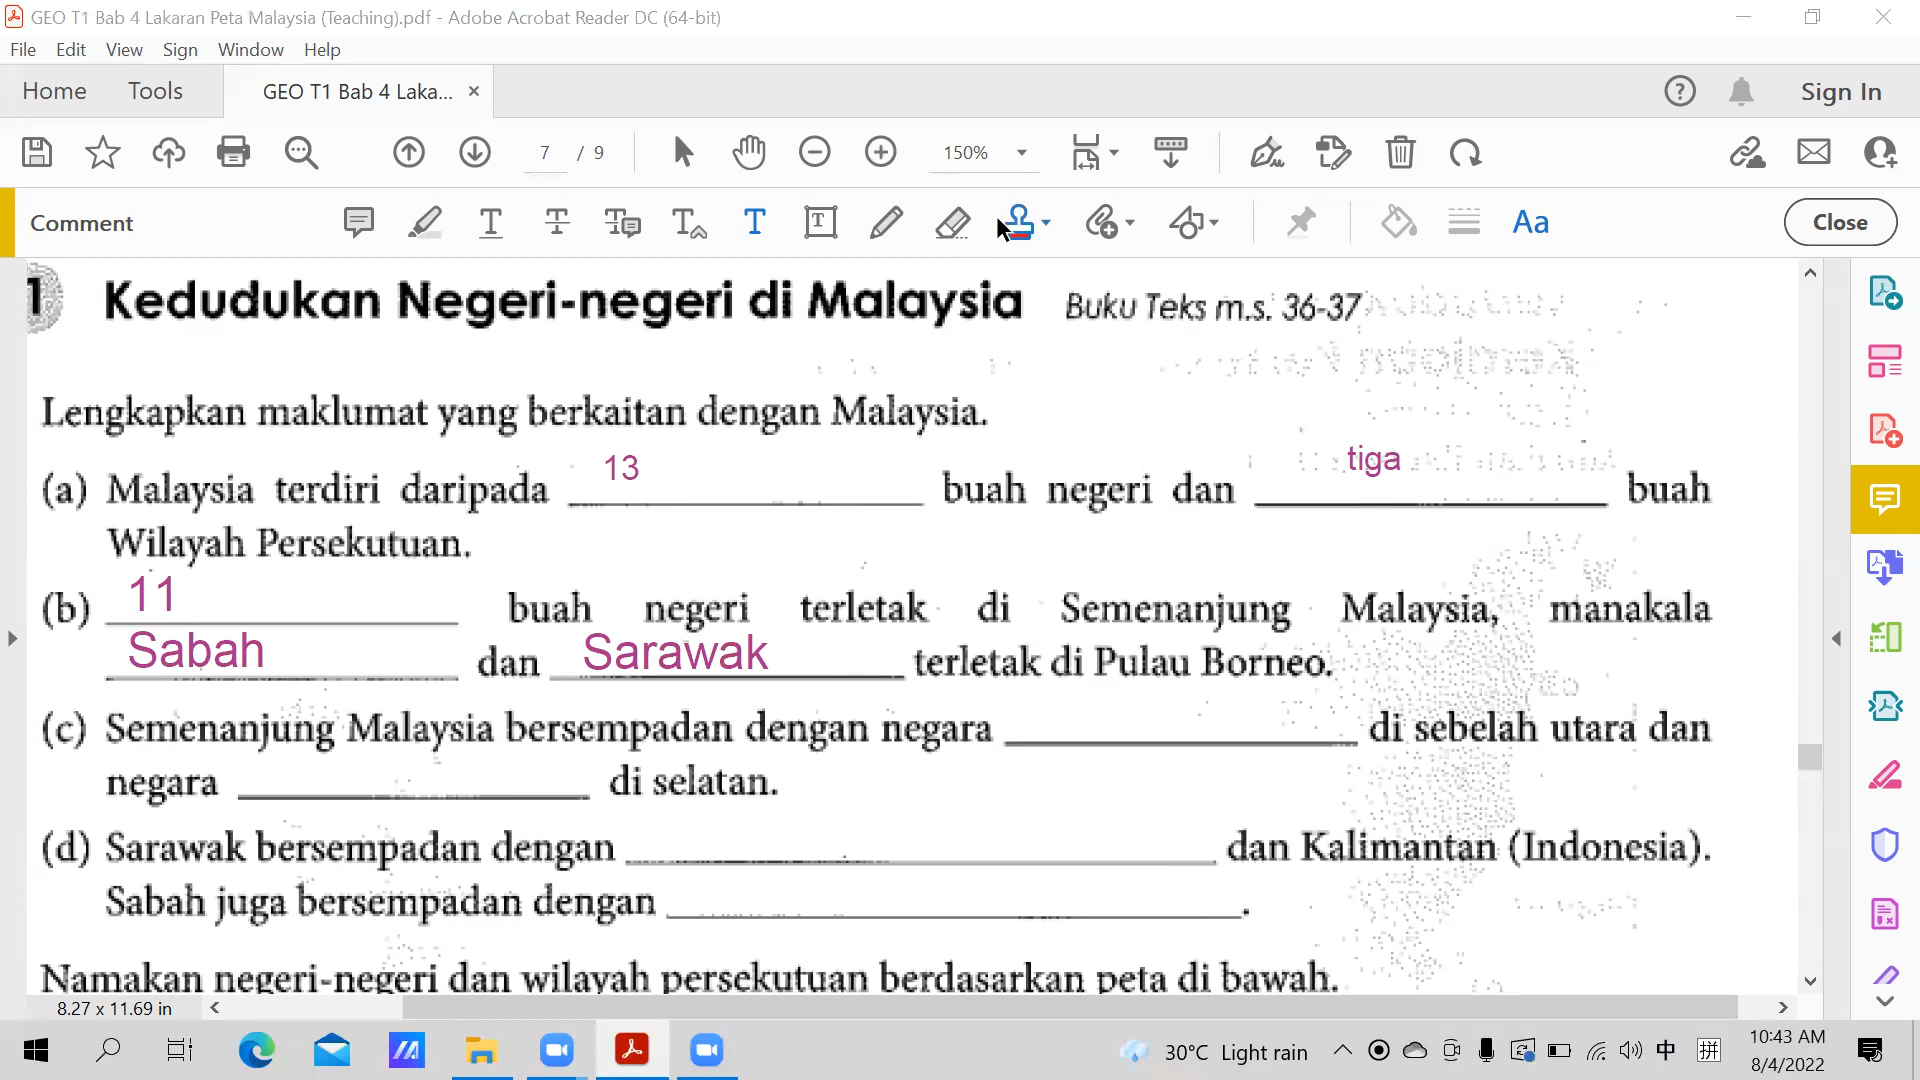 GEO T1 Bab 4 Lakaran Peta Malaysia (Teaching).pdf - Adobe Acrobat Reader DC (64-bit)
File Edit View Sign Window Help
Home Tools GEO T1 Bab 4 Laka... × Sign In
7 / 9 150%
Comment Aa Close
1 Kedudukan Negeri-negeri di Malaysia Buku Teks m.s. 36-37
Lengkapkan maklumat yang berkaitan dengan Malaysia.
(a) Malaysia terdiri daripada 13 buah negeri dan tiga buah
Wilayah Persekutuan.
(b) 11 buah negeri terletak di Semenanjung Malaysia, manakala
Sabah dan Sarawak terletak di Pulau Borneo.
(c) Semenanjung Malaysia bersempadan dengan negara ____ di sebelah utara dan
negara ____ di selatan.
(d) Sarawak bersempadan dengan ____ dan Kalimantan (Indonesia).
Sabah juga bersempadan dengan ____.
Namakan negeri-negeri dan wilayah persekutuan berdasarkan peta di bawah.
8.27 x 11.69 in
30°C Light rain 中 拼 10:43 AM
8/4/2022